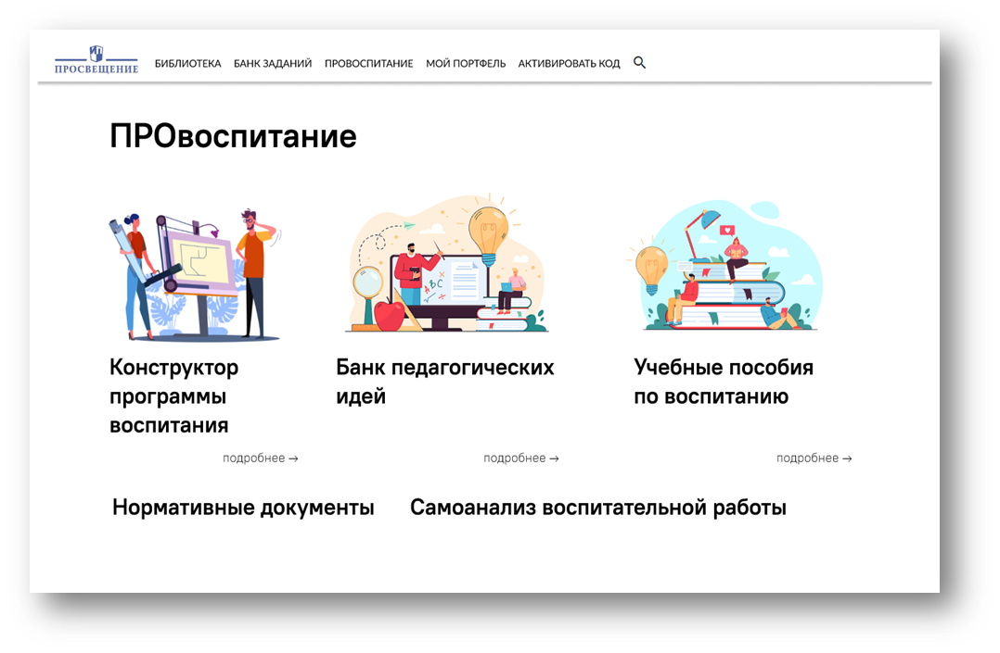 ПРОСВЕЩЕНИЕ
БИБЛИОТЕКА БАНК ЗАДАНИЙ ПРОВОСПИТАНИЕ МОЙ ПОРТФЕЛЬ АКТИВИРОВАТЬ КОД
ПРОвоспитание
ABC
Конструктор
программы
воспитания
подробнее →
Банк педагогических
идей
подробнее →
Учебные пособия
по воспитанию
подробнее →
Нормативные документы
Самоанализ воспитательной работы